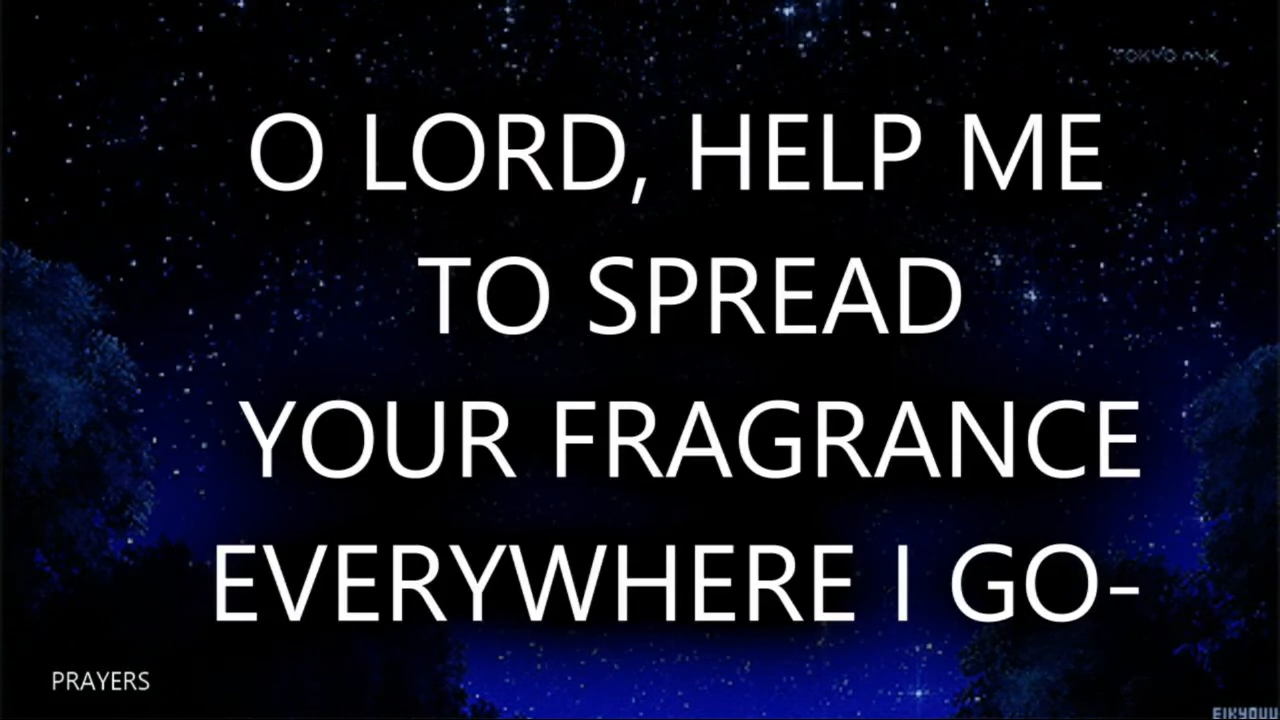 O LORD, HELP ME
TO SPREAD
YOUR FRAGRANCE
EVERYWHERE I GO-
PRAYERS